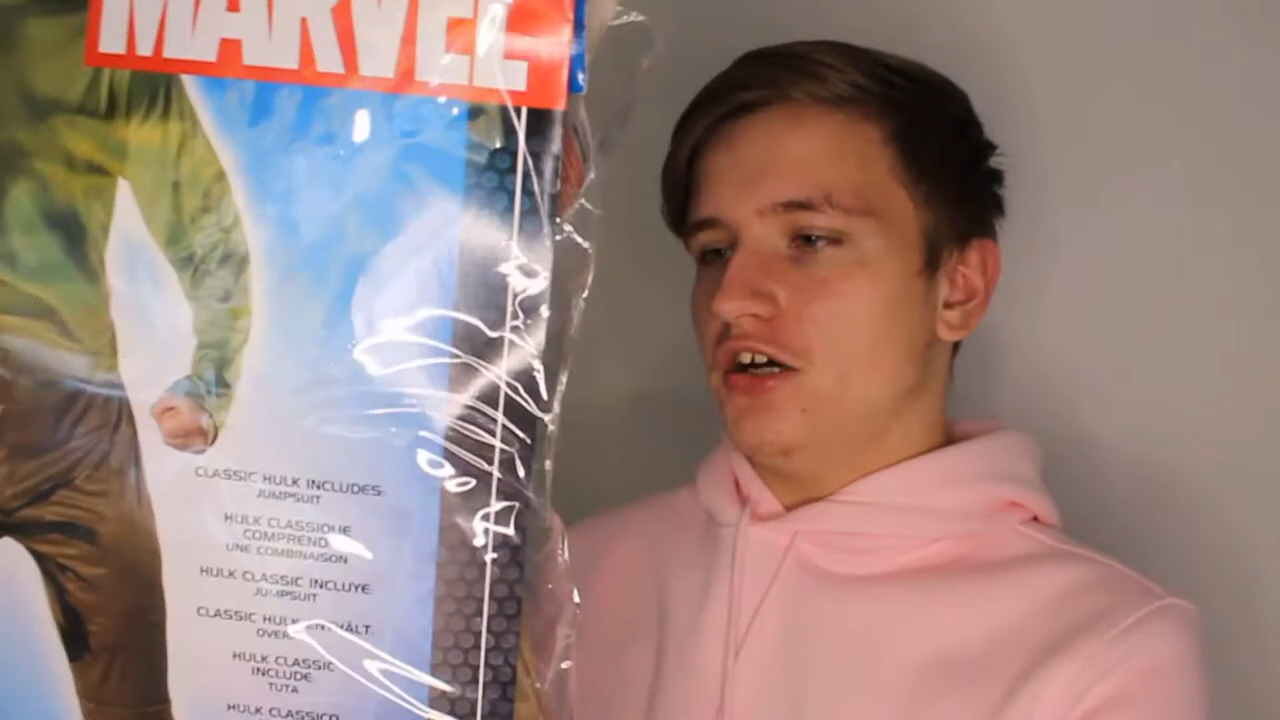 MARVEL
CLASSIC HULK INCLUDES:
JUMPSUIT
HULK CLASSIQUE
COMPREND
UNE COMBINAISON
HULK CLASSIC INCLUYE:
JUMPSUIT
CLASSIC HULK ENTHÄLT:
HULK CLASSIC
INCLUDE:
TUTA
HULK CLASSICO